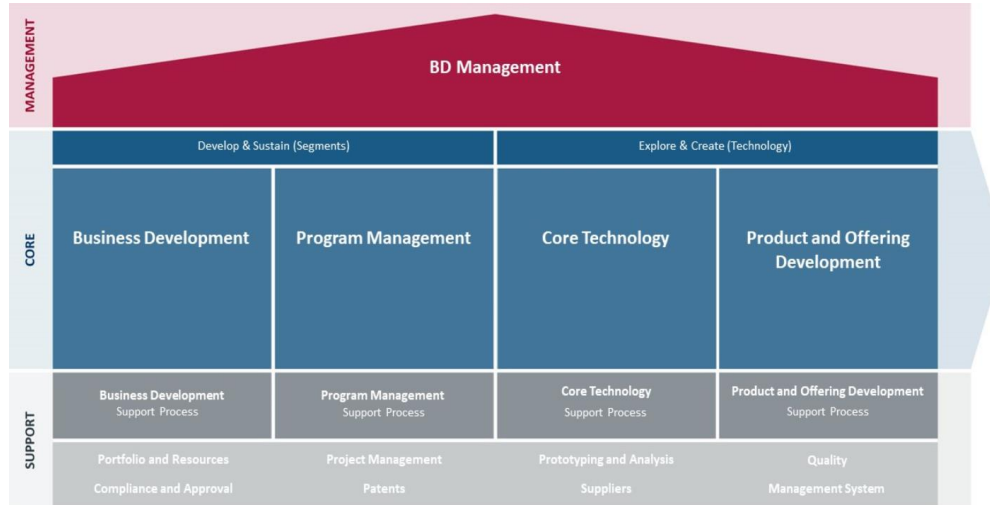 MANAGEMENT
BD Management
CORE
Develop & Sustain (Segments)
Explore & Create (Technology)
Business Development
Program Management
Core Technology
Product and Offering
Development
SUPPORT
Business Development
Support Process
Program Management
Support Process
Core Technology
Support Process
Product and Offering Development
Support Process
Portfolio and Resources
Project Management
Prototyping and Analysis
Quality
Compliance and Approval
Patents
Suppliers
Management System